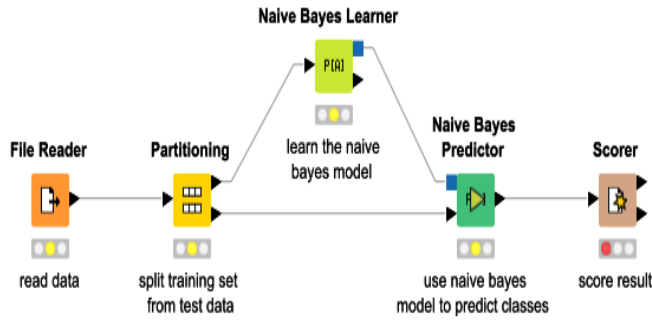 Naive Bayes Learner
P[A]
learn the naive
bayes model
File Reader
read data
Partitioning
split training set
from test data
Naive Bayes
Predictor
use naive bayes
model to predict classes
Scorer
score result